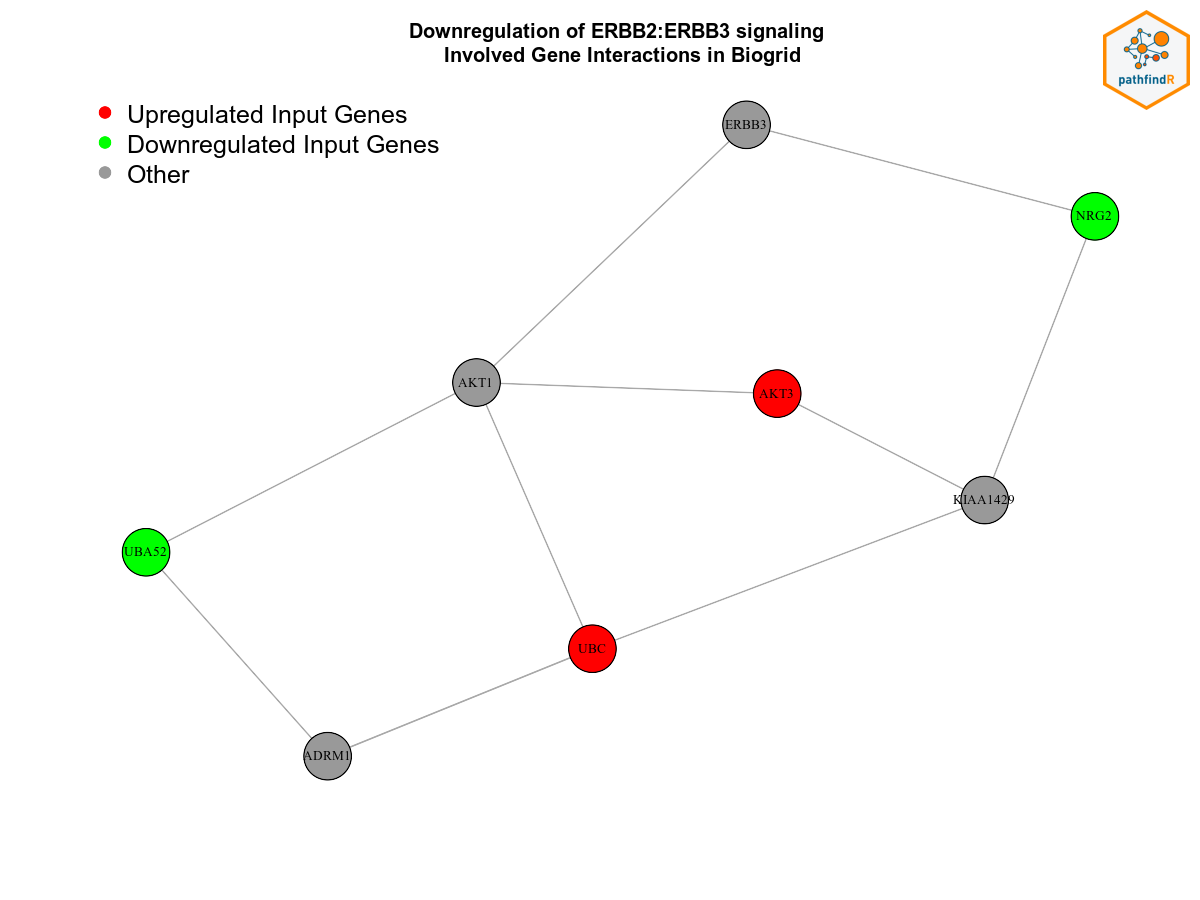 Downregulation of ERBB2:ERBB3 signaling
Involved Gene Interactions in Biogrid
pathfindR
Upregulated Input Genes
Downregulated Input Genes
Other
ERBB3
NRG2
AKT1
AKT3
KIAA1429
UBA52
UBC
ADRM1